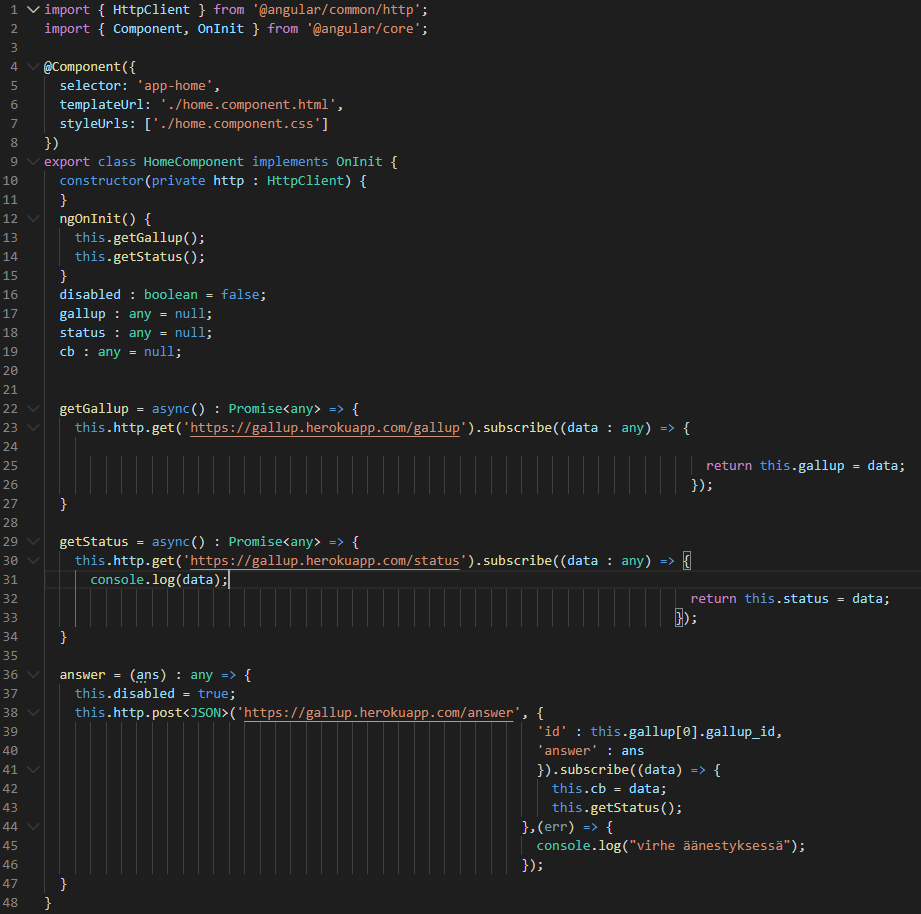 1 import { HttpClient } from '@angular/common/http';
2 import { Component, OnInit } from '@angular/core';
3
4 @Component({
5   selector: 'app-home',
6   templateUrl: './home.component.html',
7   styleUrls: ['./home.component.css']
8 })
9 export class HomeComponent implements OnInit {
10   constructor(private http : HttpClient) {
11   }
12   ngOnInit() {
13     this.getGallup();
14     this.getStatus();
15   }
16   disabled : boolean = false;
17   gallup : any = null;
18   status : any = null;
19   cb : any = null;
20
21
22   getGallup = async() : Promise<any> => {
23     this.http.get('https://gallup.herokuapp.com/gallup').subscribe((data : any) => {
24
25                                                                                       return this.gallup = data;
26                                                                                     });
27   }
28
29   getStatus = async() : Promise<any> => {
30     this.http.get('https://gallup.herokuapp.com/status').subscribe((data : any) => {
31       console.log(data);
32                                                                                     return this.status = data;
33                                                                                   });
34   }
35
36   answer = (ans) : any => {
37     this.disabled = true;
38     this.http.post<JSON>('https://gallup.herokuapp.com/answer', {
39                                                                 'id' : this.gallup[0].gallup_id,
40                                                                 'answer' : ans
41                                                                 }).subscribe((data) => {
42                                                                   this.cb = data;
43                                                                   this.getStatus();
44                                                               },(err) => {
45                                                                 console.log("virhe äänestyksessä");
46                                                               });
47   }
48 }